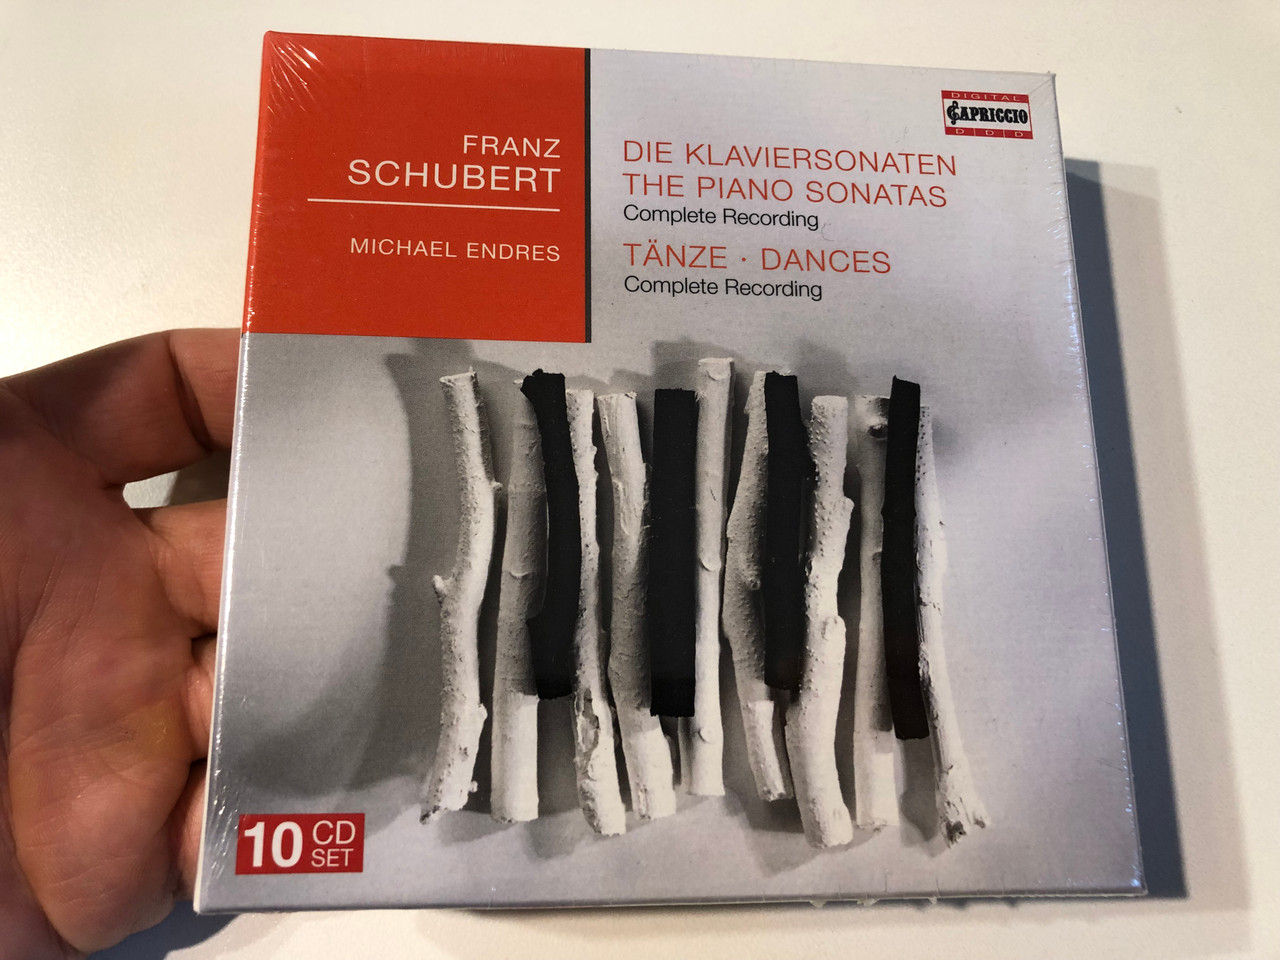 FRANZ
SCHUBERT
MICHAEL ENDRES
DIE KLAVIERSONATEN
THE PIANO SONATAS
Complete Recording
TÄNZE · DANCES
Complete Recording
DIGITAL
CAPRICCIO
D D D
10 CD
SET